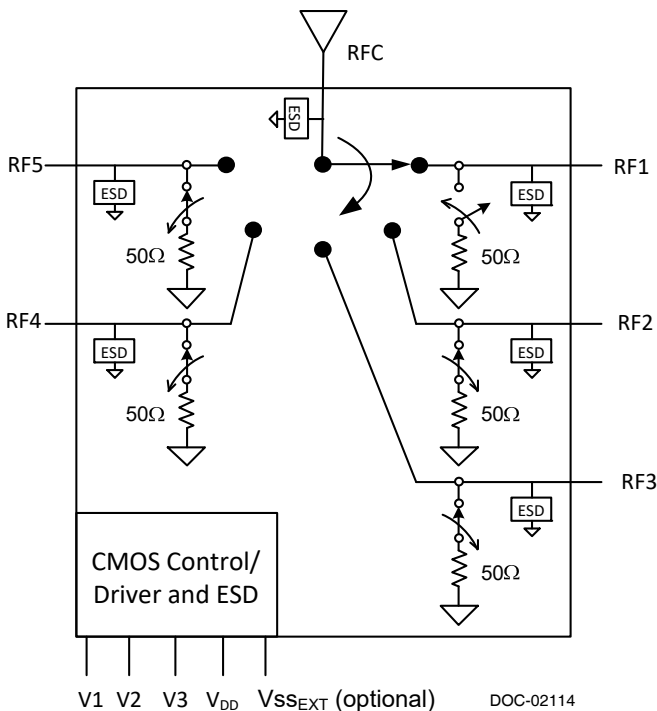 RFC
ESD
RF5
RF1
ESD
ESD
50Ω
50Ω
RF4
RF2
ESD
ESD
50Ω
50Ω
RF3
ESD
50Ω
CMOS Control/
Driver and ESD
V1 V2 V3 VDD VssEXT (optional)
DOC-02114